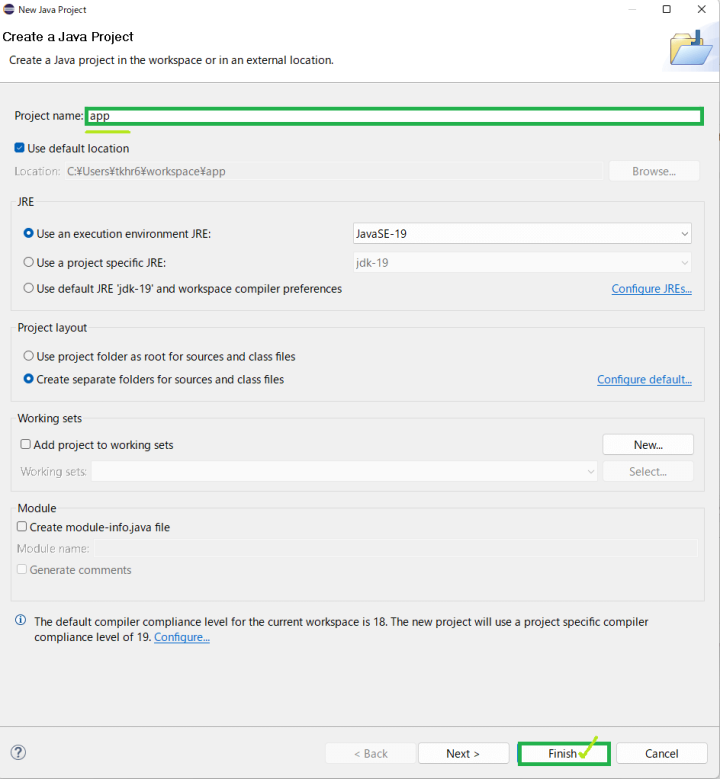 New Java Project
Create a Java Project
Create a Java project in the workspace or in an external location.
Project name: app
Use default location
Location: C:¥Users¥tkhr6¥workspace¥app Browse...
JRE
Use an execution environment JRE: JavaSE-19
Use a project specific JRE: jdk-19
Use default JRE 'jdk-19' and workspace compiler preferences Configure JREs...
Project layout
Use project folder as root for sources and class files
Create separate folders for sources and class files Configure default...
Working sets
Add project to working sets New...
Working sets: Select...
Module
Create module-info.java file
Module name:
Generate comments
The default compiler compliance level for the current workspace is 18. The new project will use a project specific compiler
compliance level of 19. Configure...
? < Back Next > Finish Cancel